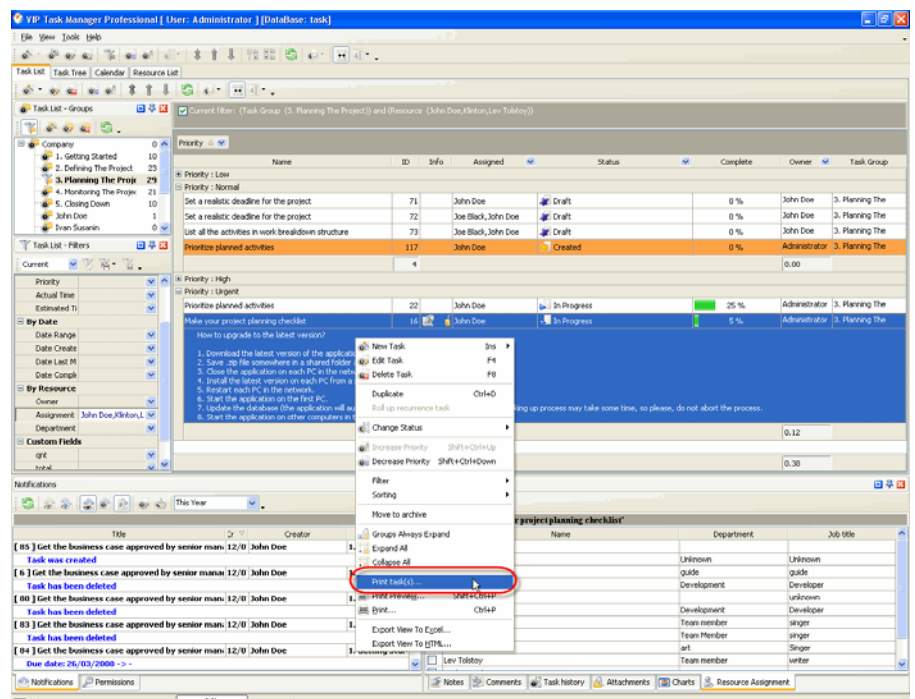 VIP Task Manager Professional [ User: Administrator ] [DataBase: task]
File View Tools Help
Task List Task Tree Calendar Resource List
Task List - Groups
Current filter: (Task Group (3. Planning The Project)) and (Resource (John Doe,Klinton,Lev Tolstoy))
Company 0
1. Getting Started 10
2. Defining The Project 23
3. Planning The Proje 29
4. Monitoring The Projec 21
5. Closing Down 10
John Doe 1
Ivan Susanin 0
Priority
Name ID Info Assigned Status Complete Owner Task Group
Priority : Low
Priority : Normal
Set a realistic deadline for the project 71 John Doe Draft 0 % John Doe 3. Planning The
Set a realistic deadline for the project 72 Joe Black, John Doe Draft 0 % John Doe 3. Planning The
List all the activities in work breakdown structure 73 Joe Black, John Doe Draft 0 % John Doe 3. Planning The
Prioritize planned activities 117 John Doe Created 0 % Administrator 3. Planning The
4 0.00
Priority : High
Priority : Urgent
Prioritize planned activities 22 John Doe In Progress 25 % Administrator 3. Planning The
Make your project planning checklist 16 John Doe In Progress 5 % Administrator 3. Planning The
How to upgrade to the latest version?
1. Download the latest version of the applicatio
2. Save .zip file somewhere in a shared folder
3. Close the application on each PC in the netw
4. Install the latest version on each PC from a
5. Restart each PC in the network.
6. Start the application on the first PC.
7. Update the database (the application will au
king up process may take some time, so please, do not abort the process.
8. Start the application on other computers in t
0.12
0.38
Task List - Filters
Current
Priority
Actual Time
Estimated Ti
By Date
Date Range
Date Create
Date Last M
Date Compl
By Resource
Owner
Assignment John Doe,Klinton,L
Department
Custom Fields
qnt
total
New Task Ins
Edit Task F4
Delete Task F8
Duplicate Ctrl+D
Roll up recurrence task
Change Status
Increase Priority Shift+Ctrl+Up
Decrease Priority Shift+Ctrl+Down
Filter
Sorting
Move to archive
Groups Always Expand
Expand All
Collapse All
Print task(s)...
Print Preview... Shift+Ctrl+P
Print... Ctrl+P
Export View To Excel...
Export View To HTML...
Notifications
This Year
Title Creator
[ 85 ] Get the business case approved by senior man 12/0 John Doe 1.
Task was created
[ 6 ] Get the business case approved by senior mana 12/0 John Doe 1.
Task has been deleted
[ 80 ] Get the business case approved by senior man 12/0 John Doe 1.
Task has been deleted
[ 83 ] Get the business case approved by senior man 12/0 John Doe 1.
Task has been deleted
[ 84 ] Get the business case approved by senior man 12/0 John Doe
Due date: 26/03/2008 -> -
r project planning checklist"
Name Department Job title
Unknown Unknown
guide guide
Development Developer
unknown
Development Developer
Team member singer
Team Member singer
art Singer
Lev Tolstoy Team member writer
Notifications Permissions
Notes Comments Task history Attachments Charts Resource Assignment